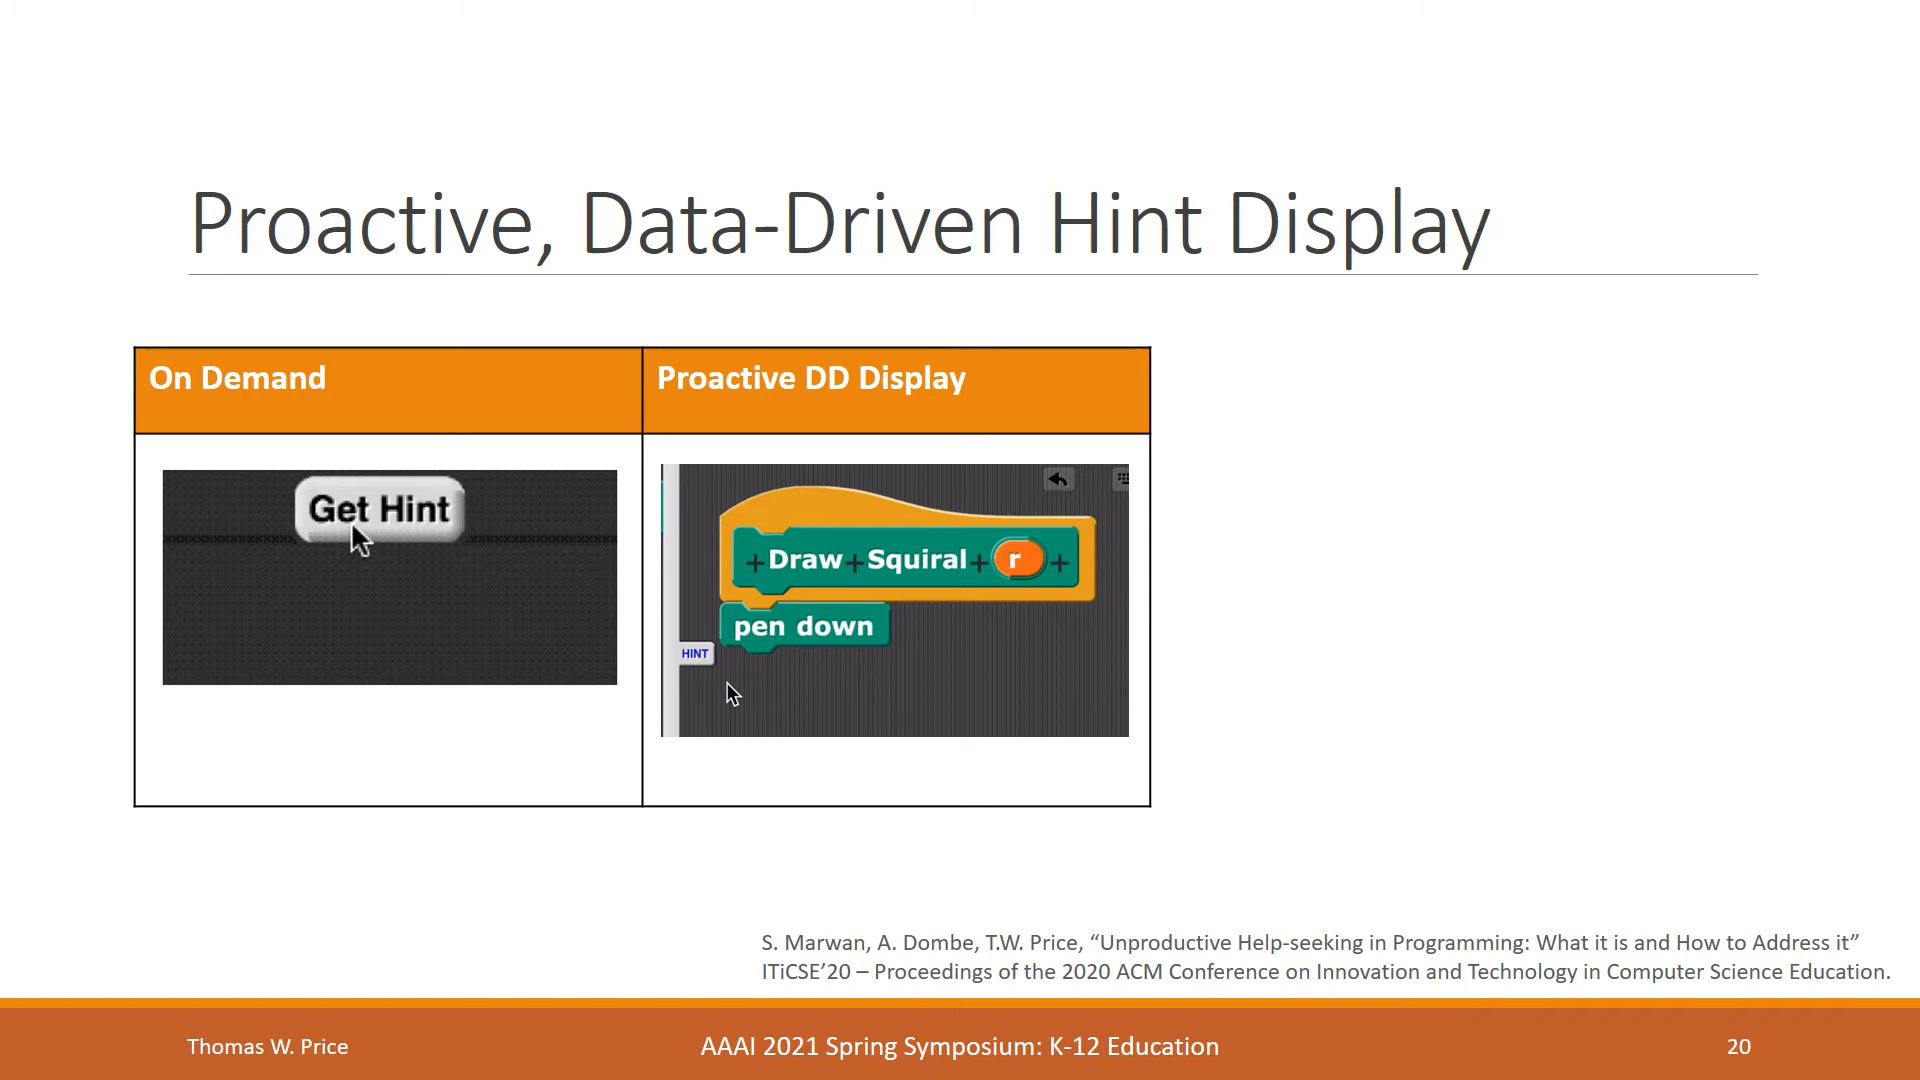 Proactive, Data-Driven Hint Display
On Demand
Proactive DD Display
Get Hint
+Draw+Squiral+ r +
pen down
HINT
S. Marwan, A. Dombe, T.W. Price, “Unproductive Help-seeking in Programming: What it is and How to Address it”
ITiCSE’20 – Proceedings of the 2020 ACM Conference on Innovation and Technology in Computer Science Education.
Thomas W. Price
AAAI 2021 Spring Symposium: K-12 Education
20